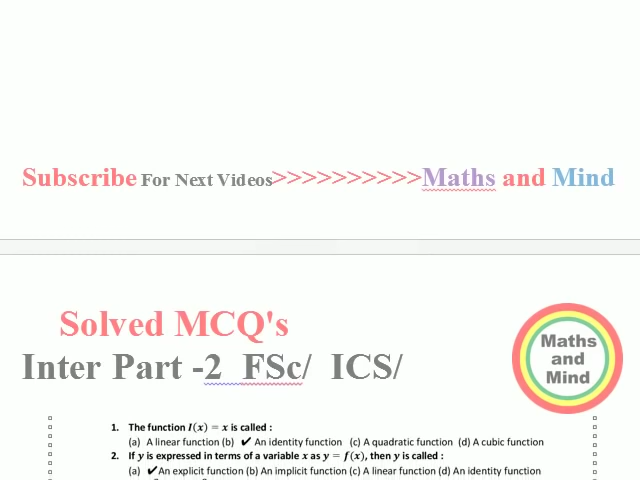 Subscribe For Next Videos>>>>>>>>>>Maths and Mind
Solved MCQ's
Inter Part -2  FSc/  ICS/
Maths
and
Mind
1. The function I(x) = x is called :
(a) A linear function (b) ✔ An identity function (c) A quadratic function (d) A cubic function
2. If y is expressed in terms of a variable x as y = f(x), then y is called :
(a) ✔An explicit function (b) An implicit function (c) A linear function (d) An identity function